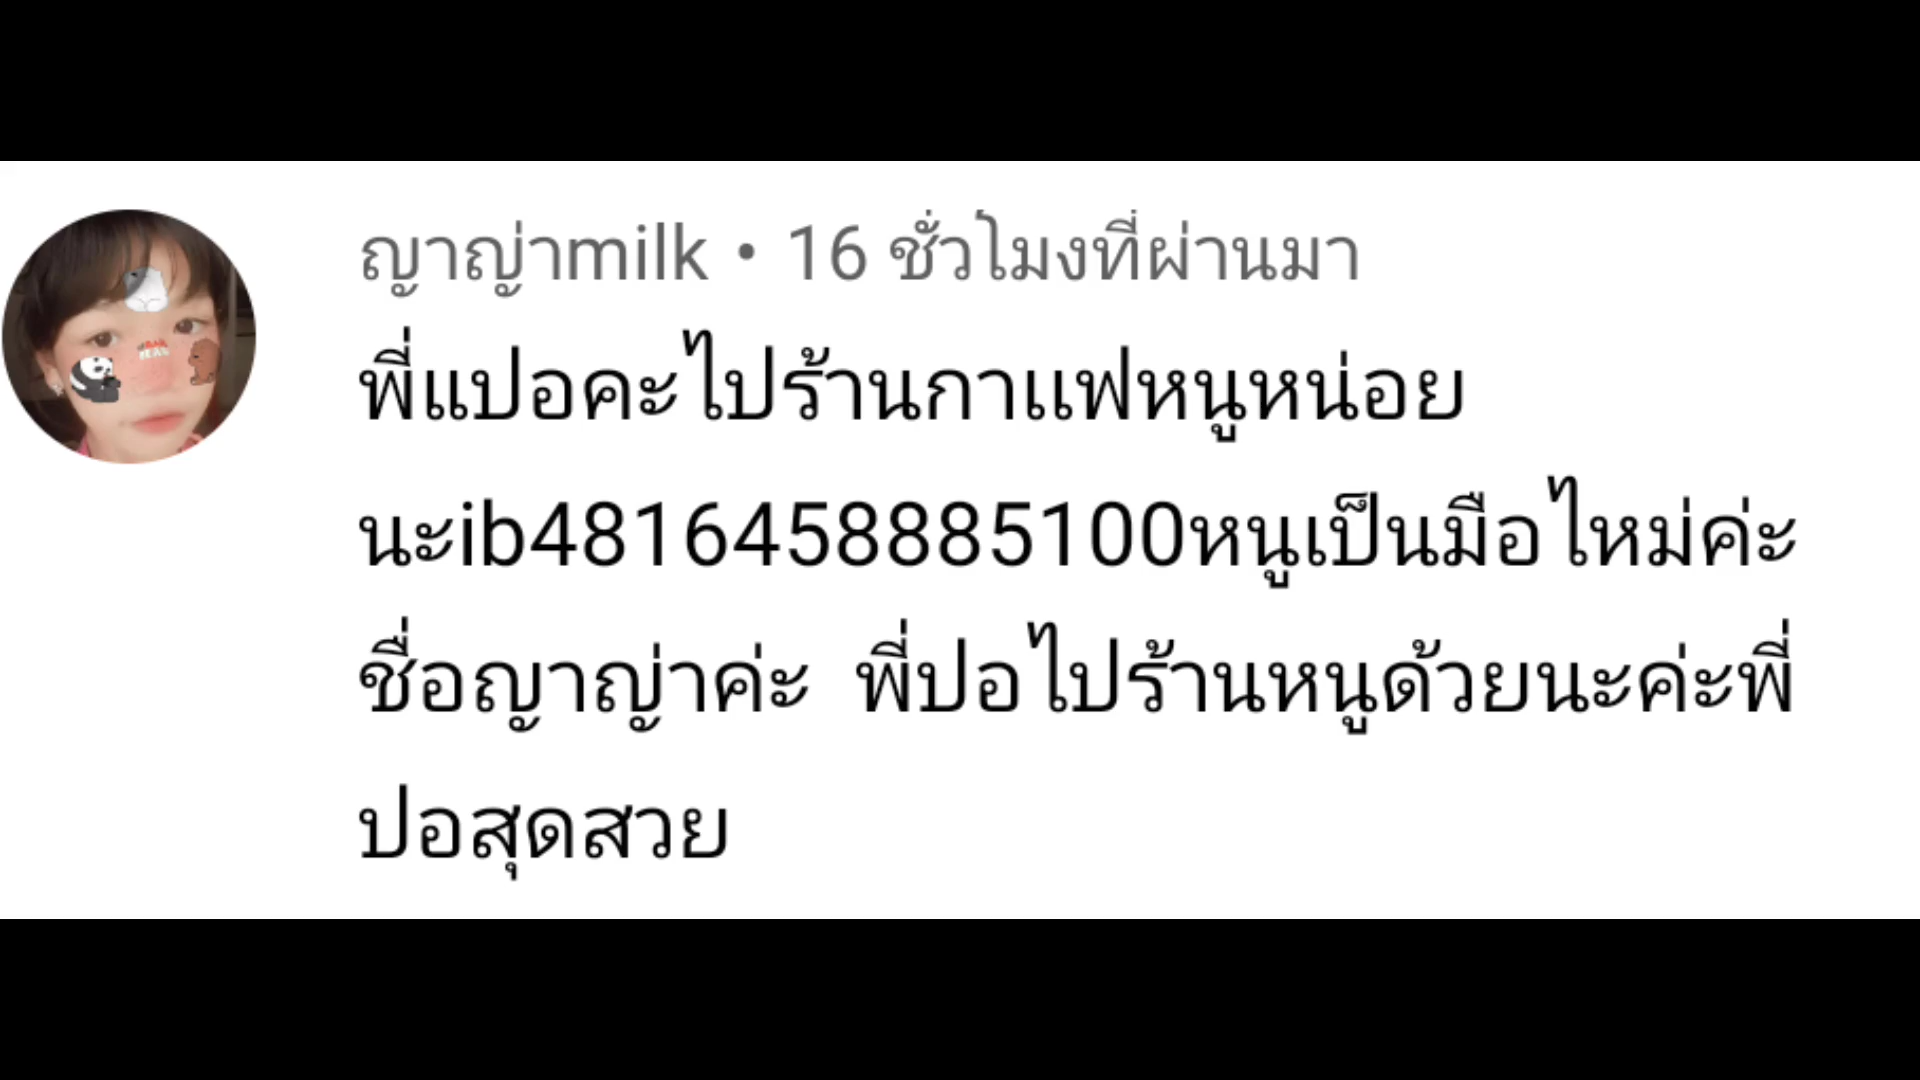 ญาญ่าmilk • 16 ชั่วโมงที่ผ่านมา
พี่แปอคะไปร้านกาแฟหนูหน่อย
นะib4816458885100หนูเป็นมือไหม่ค่ะ
ชื่อญาญ่าค่ะ พี่ปอไปร้านหนูด้วยนะค่ะพี่
ปอสุดสวย